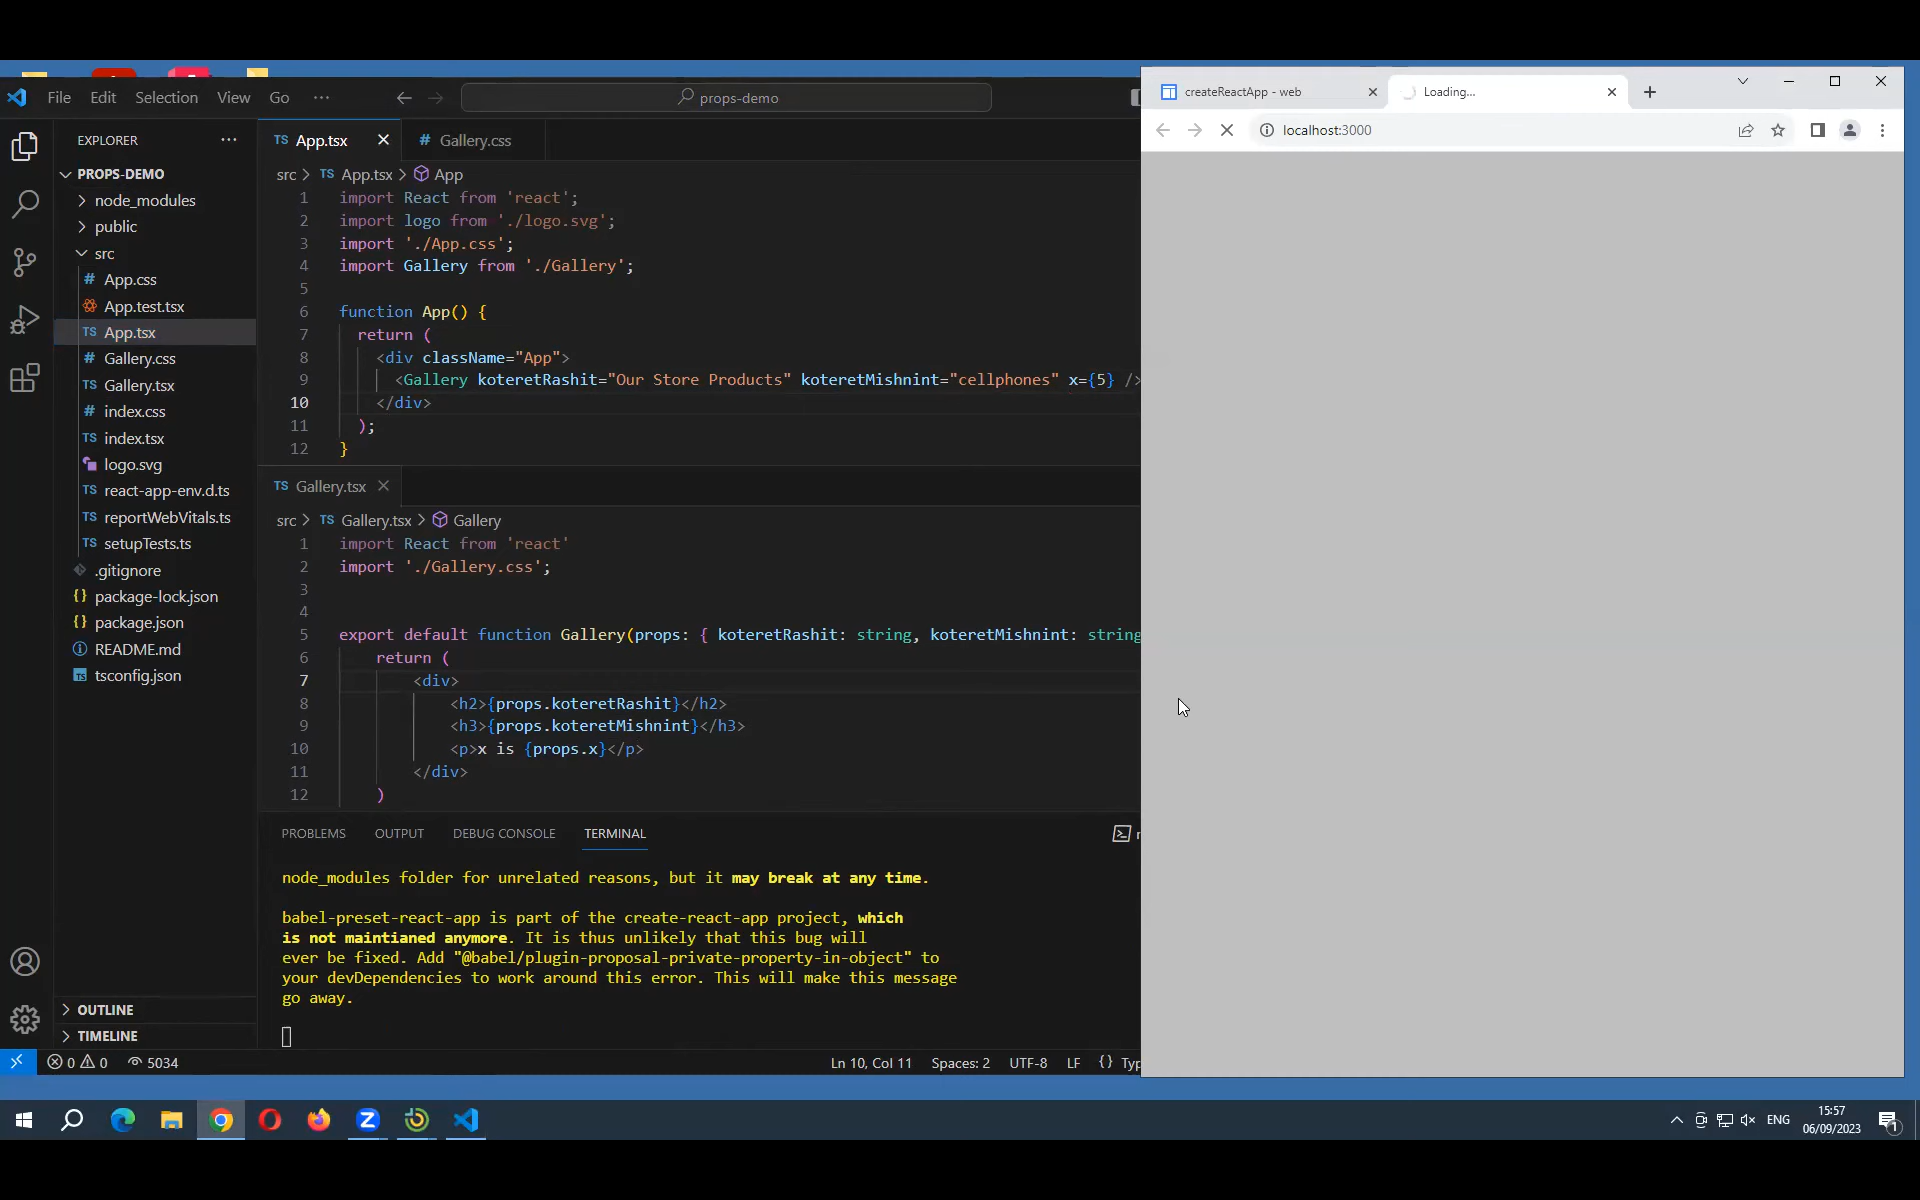 File Edit Selection View Go ···
props-demo
EXPLORER
PROPS-DEMO
node_modules
public
src
# App.css
App.test.tsx
TS App.tsx
# Gallery.css
TS Gallery.tsx
# index.css
TS index.tsx
logo.svg
TS react-app-env.d.ts
TS reportWebVitals.ts
TS setupTests.ts
.gitignore
{} package-lock.json
{} package.json
README.md
tsconfig.json
OUTLINE
TIMELINE
TS App.tsx
# Gallery.css
src > TS App.tsx > App
1 import React from 'react';
2 import logo from './logo.svg';
3 import './App.css';
4 import Gallery from './Gallery';
5
6 function App() {
7 return (
8 <div className="App">
9 <Gallery koteretRashit="Our Store Products" koteretMishnint="cellphones" x={5} />
10 </div>
11 );
12 }
TS Gallery.tsx
src > TS Gallery.tsx > Gallery
1 import React from 'react'
2 import './Gallery.css';
3
4
5 export default function Gallery(props: { koteretRashit: string, koteretMishnint: string
6 return (
7 <div>
8 <h2>{props.koteretRashit}</h2>
9 <h3>{props.koteretMishnint}</h3>
10 <p>x is {props.x}</p>
11 </div>
12 )
PROBLEMS OUTPUT DEBUG CONSOLE TERMINAL
node_modules folder for unrelated reasons, but it may break at any time.
babel-preset-react-app is part of the create-react-app project, which
is not maintianed anymore. It is thus unlikely that this bug will
ever be fixed. Add "@babel/plugin-proposal-private-property-in-object" to
your devDependencies to work around this error. This will make this message
go away.
0 0 5034
Ln 10, Col 11 Spaces: 2 UTF-8 LF {} Typ
createReactApp - web
Loading...
localhost:3000
ENG
15:57
06/09/2023
1